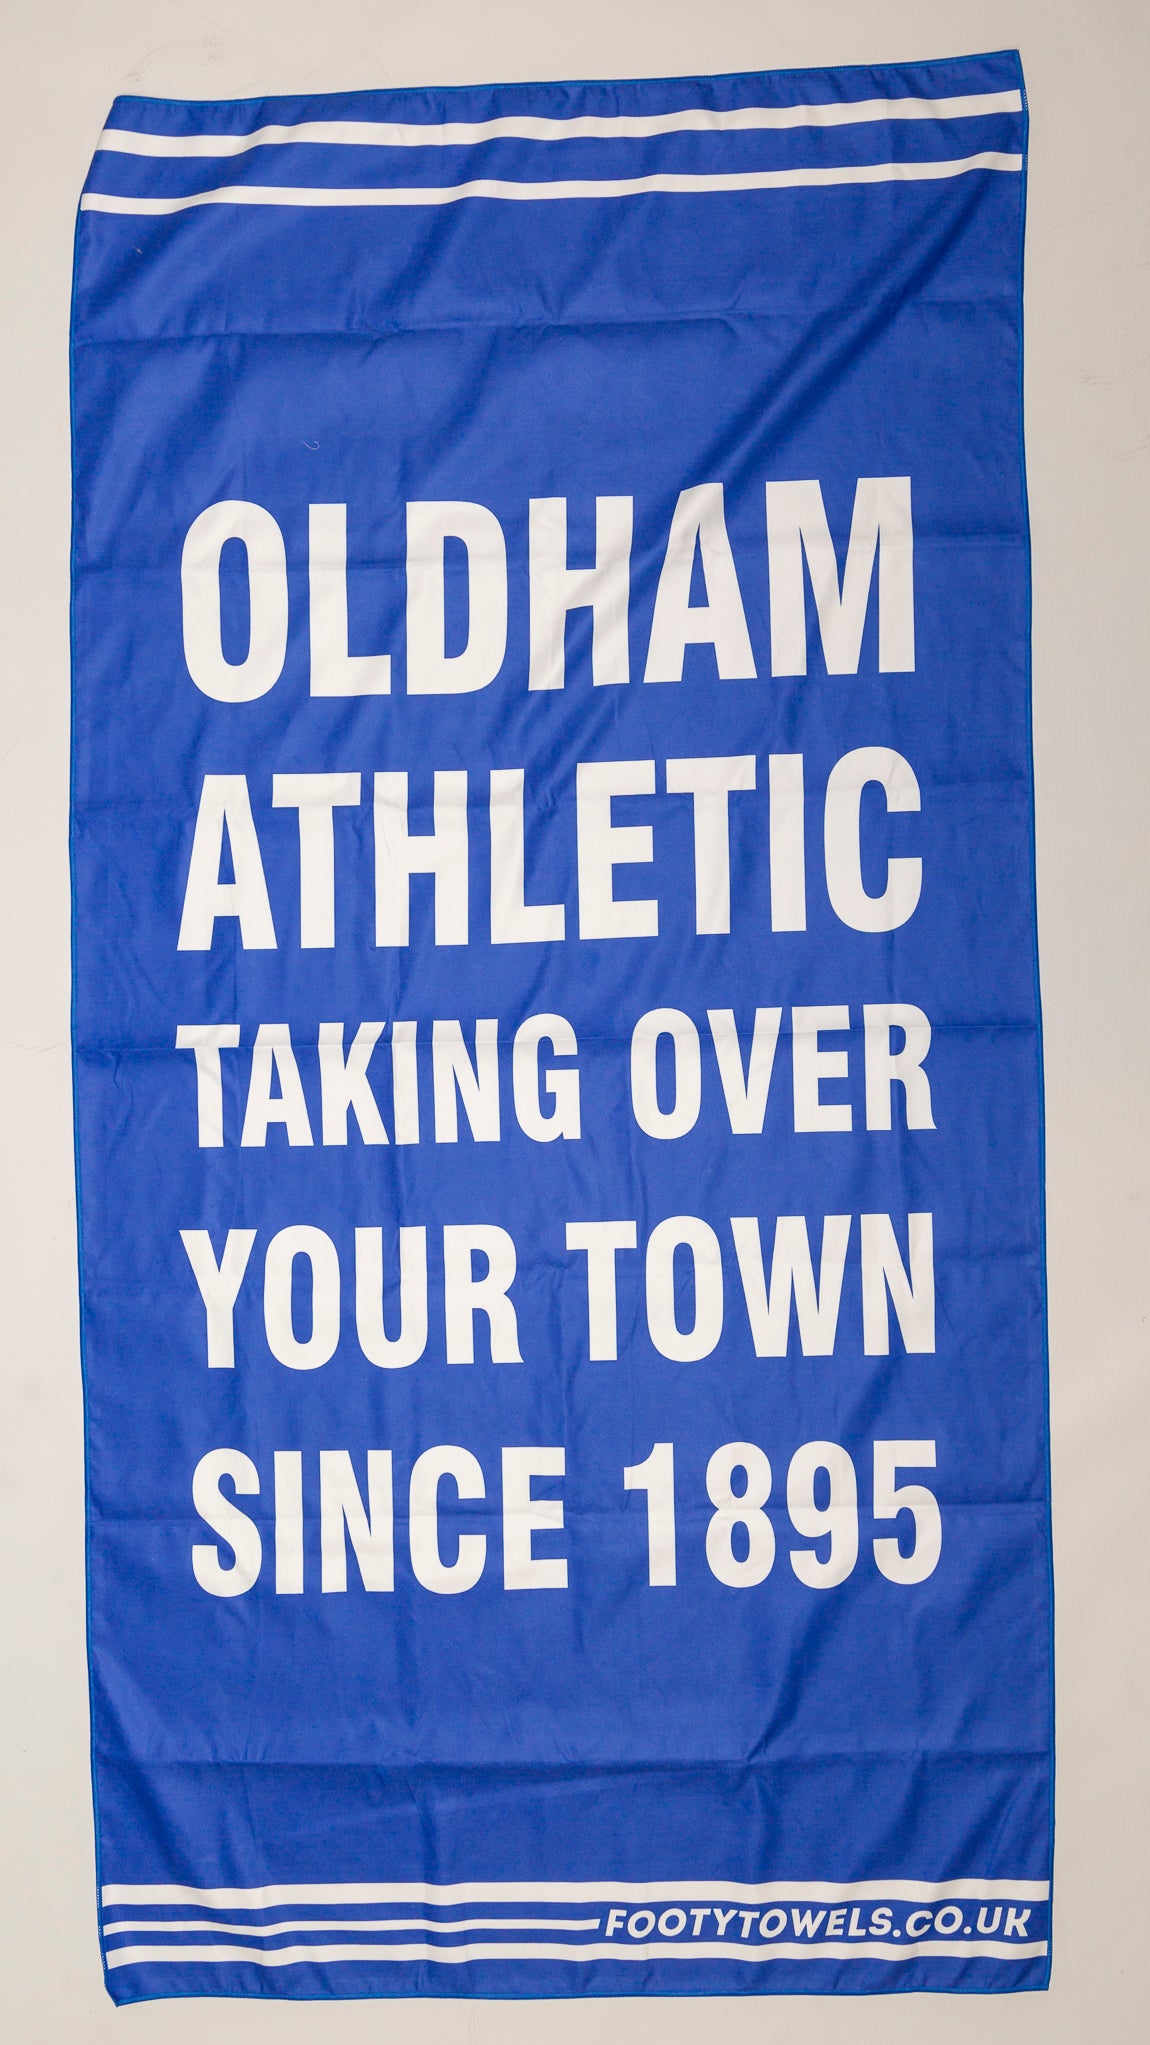 OLDHAM
ATHLETIC
TAKING OVER
YOUR TOWN
SINCE 1895
FOOTYTOWELS.CO.UK